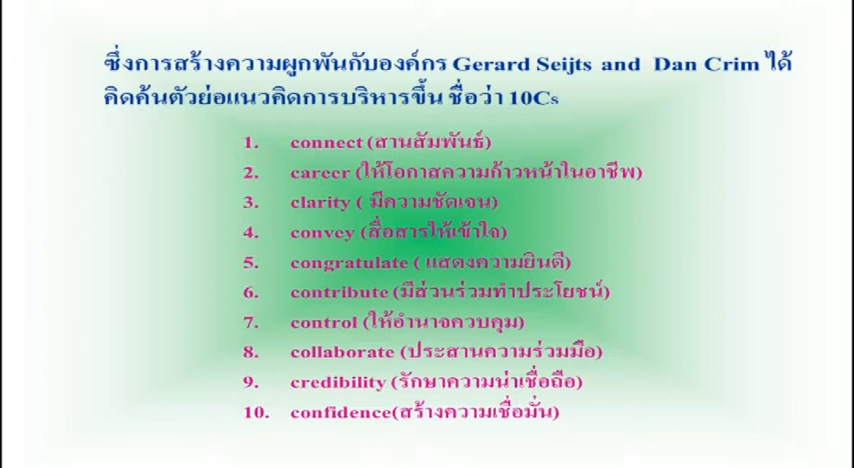 ซึ่งการสร้างความผูกพันกับองค์กร Gerard Seijts and Dan Crim ได้
คิดค้นตัวย่อแนวคิดการบริหารขึ้น ชื่อว่า 10Cs
1. connect (สานสัมพันธ์)
2. career (ให้โอกาสความก้าวหน้าในอาชีพ)
3. clarity ( มีความชัดเจน)
4. convey (สื่อสารให้เข้าใจ)
5. congratulate ( แสดงความยินดี)
6. contribute (มีส่วนร่วมทำประโยชน์)
7. control (ให้อำนาจควบคุม)
8. collaborate (ประสานความร่วมมือ)
9. credibility (รักษาความน่าเชื่อถือ)
10. confidence(สร้างความเชื่อมั่น)